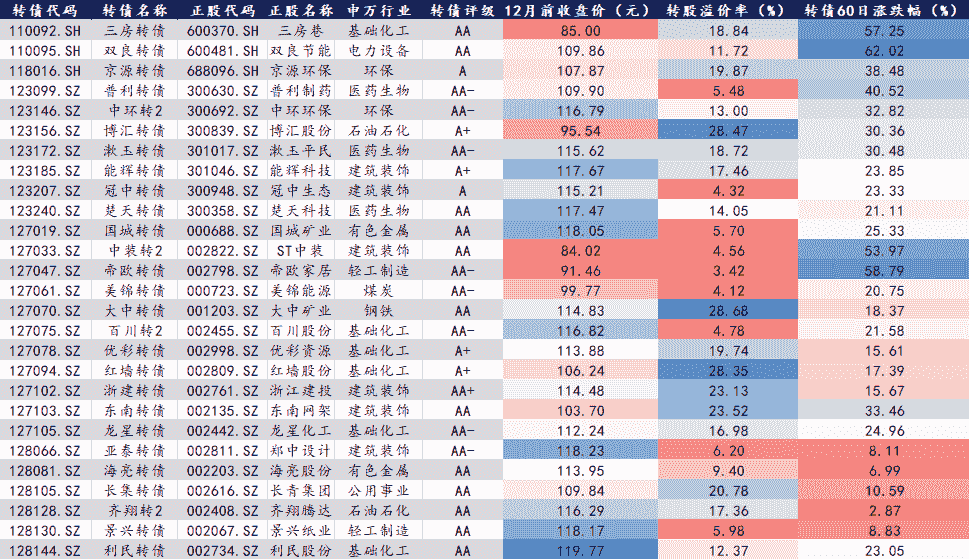 转债代码 转债名称 正股代码 正股名称 申万行业 转债评级 12月前收盘价（元） 转股溢价率（%） 转债60日涨跌幅（%）
110092.SH 三房转债 600370.SH 三房巷 基础化工 AA 85.00 18.84 57.25
110095.SH 双良转债 600481.SH 双良节能 电力设备 AA 109.86 11.72 62.02
118016.SH 京源转债 688096.SH 京源环保 环保 A 107.87 19.87 38.48
123099.SZ 普利转债 300630.SZ 普利制药 医药生物 AA- 109.90 5.48 40.52
123146.SZ 中环转2 300692.SZ 中环环保 环保 AA- 116.79 13.00 32.82
123156.SZ 博汇转债 300839.SZ 博汇股份 石油石化 A+ 95.54 28.47 30.36
123172.SZ 漱玉转债 301017.SZ 漱玉平民 医药生物 AA- 115.62 18.72 30.48
123185.SZ 能辉转债 301046.SZ 能辉科技 建筑装饰 A+ 117.67 17.46 23.85
123207.SZ 冠中转债 300948.SZ 冠中生态 建筑装饰 A 115.21 4.32 23.33
123240.SZ 楚天转债 300358.SZ 楚天科技 医药生物 AA 117.47 14.05 21.11
127019.SZ 国城转债 000688.SZ 国城矿业 有色金属 AA 118.05 5.70 25.33
127033.SZ 中装转2 002822.SZ ST中装 建筑装饰 AA 84.02 4.56 53.97
127047.SZ 帝欧转债 002798.SZ 帝欧家居 轻工制造 AA- 91.46 3.42 58.79
127061.SZ 美锦转债 000723.SZ 美锦能源 煤炭 AA- 99.77 4.12 20.75
127070.SZ 大中转债 001203.SZ 大中矿业 钢铁 AA 114.83 28.68 18.37
127075.SZ 百川转2 002455.SZ 百川股份 基础化工 AA- 116.82 4.78 21.58
127078.SZ 优彩转债 002998.SZ 优彩资源 基础化工 A+ 113.88 19.74 15.61
127094.SZ 红墙转债 002809.SZ 红墙股份 基础化工 A+ 106.24 28.35 17.39
127102.SZ 浙建转债 002761.SZ 浙江建投 建筑装饰 AA+ 114.48 23.13 15.67
127103.SZ 东南转债 002135.SZ 东南网架 建筑装饰 AA 103.70 23.52 33.46
127105.SZ 龙星转债 002442.SZ 龙星化工 基础化工 AA- 112.24 16.98 24.96
128066.SZ 亚泰转债 002811.SZ 郑中设计 建筑装饰 AA- 118.23 6.20 8.11
128081.SZ 海亮转债 002203.SZ 海亮股份 有色金属 AA 113.95 9.40 6.99
128105.SZ 长集转债 002616.SZ 长青集团 公用事业 AA 109.84 20.78 10.59
128128.SZ 齐翔转2 002408.SZ 齐翔腾达 石油石化 AA 116.29 17.36 2.87
128130.SZ 景兴转债 002067.SZ 景兴纸业 轻工制造 AA 118.17 5.98 8.83
128144.SZ 利民转债 002734.SZ 利民股份 基础化工 AA 119.77 12.37 23.05